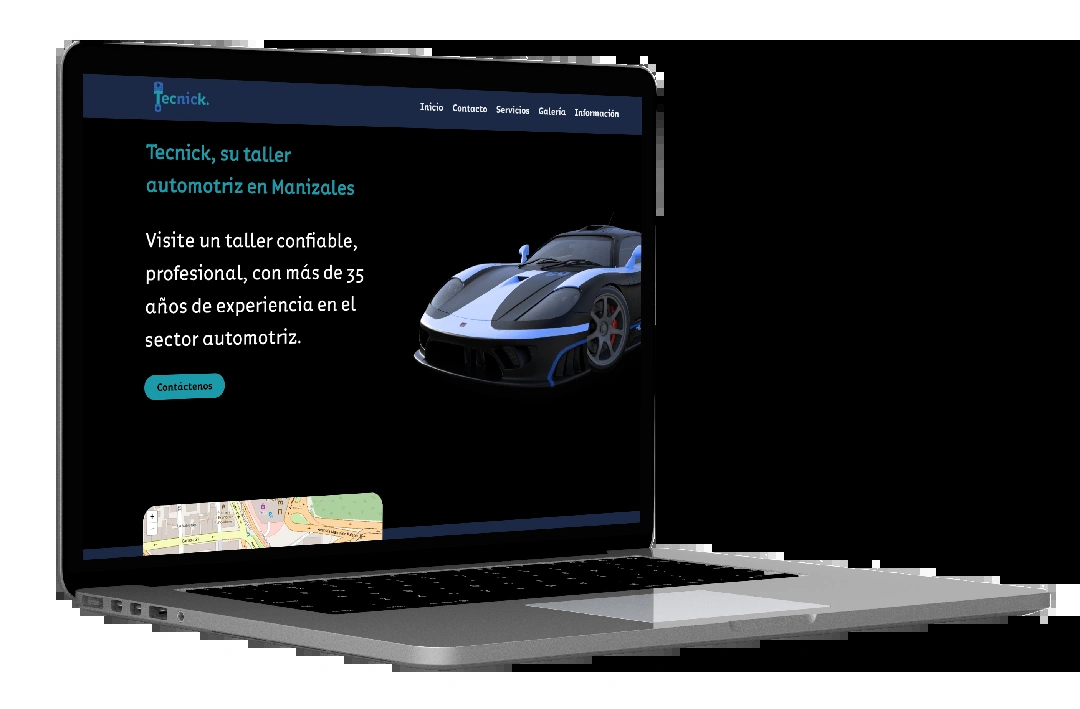 Tecnick.
Inicio Contacto Servicios Galería Información
Tecnick, su taller
automotriz en Manizales
Visite un taller confiable,
profesional, con más de 35
años de experiencia en el
sector automotriz.
Contáctenos